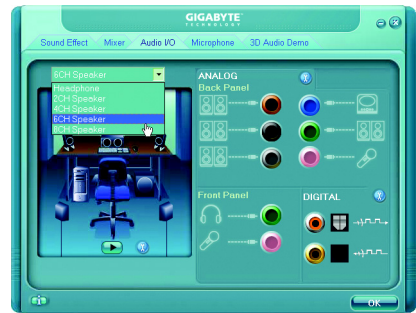 GIGABYTE
TECHNOLOGY
Sound Effect Mixer Audio I/O Microphone 3D Audio Demo
6CH Speaker
Headphone
2CH Speaker
4CH Speaker
6CH Speaker
8CH Speaker
ANALOG
Back Panel
Front Panel
DIGITAL
OK